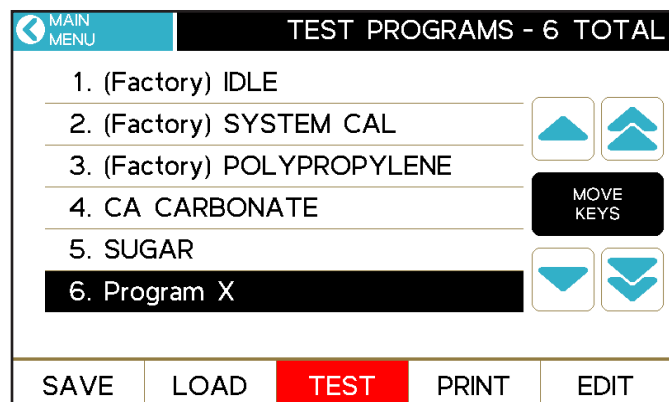 MAIN
MENU
TEST PROGRAMS - 6 TOTAL
1. (Factory) IDLE
2. (Factory) SYSTEM CAL
3. (Factory) POLYPROPYLENE
4. CA CARBONATE
5. SUGAR
6. Program X
MOVE
KEYS
SAVE LOAD TEST PRINT EDIT